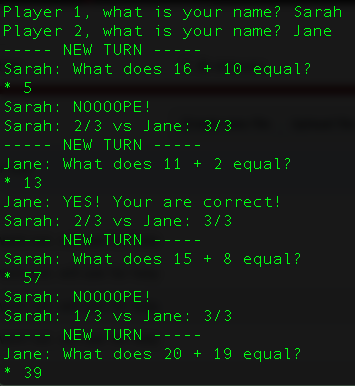 Player 1, what is your name? Sarah
Player 2, what is your name? Jane
----- NEW TURN -----
Sarah: What does 16 + 10 equal?
* 5
Sarah: NOOOOPE!
Sarah: 2/3 vs Jane: 3/3
----- NEW TURN -----
Jane: What does 11 + 2 equal?
* 13
Jane: YES! Your are correct!
Sarah: 2/3 vs Jane: 3/3
----- NEW TURN -----
Sarah: What does 15 + 8 equal?
* 57
Sarah: NOOOOPE!
Sarah: 1/3 vs Jane: 3/3
----- NEW TURN -----
Jane: What does 20 + 19 equal?
* 39